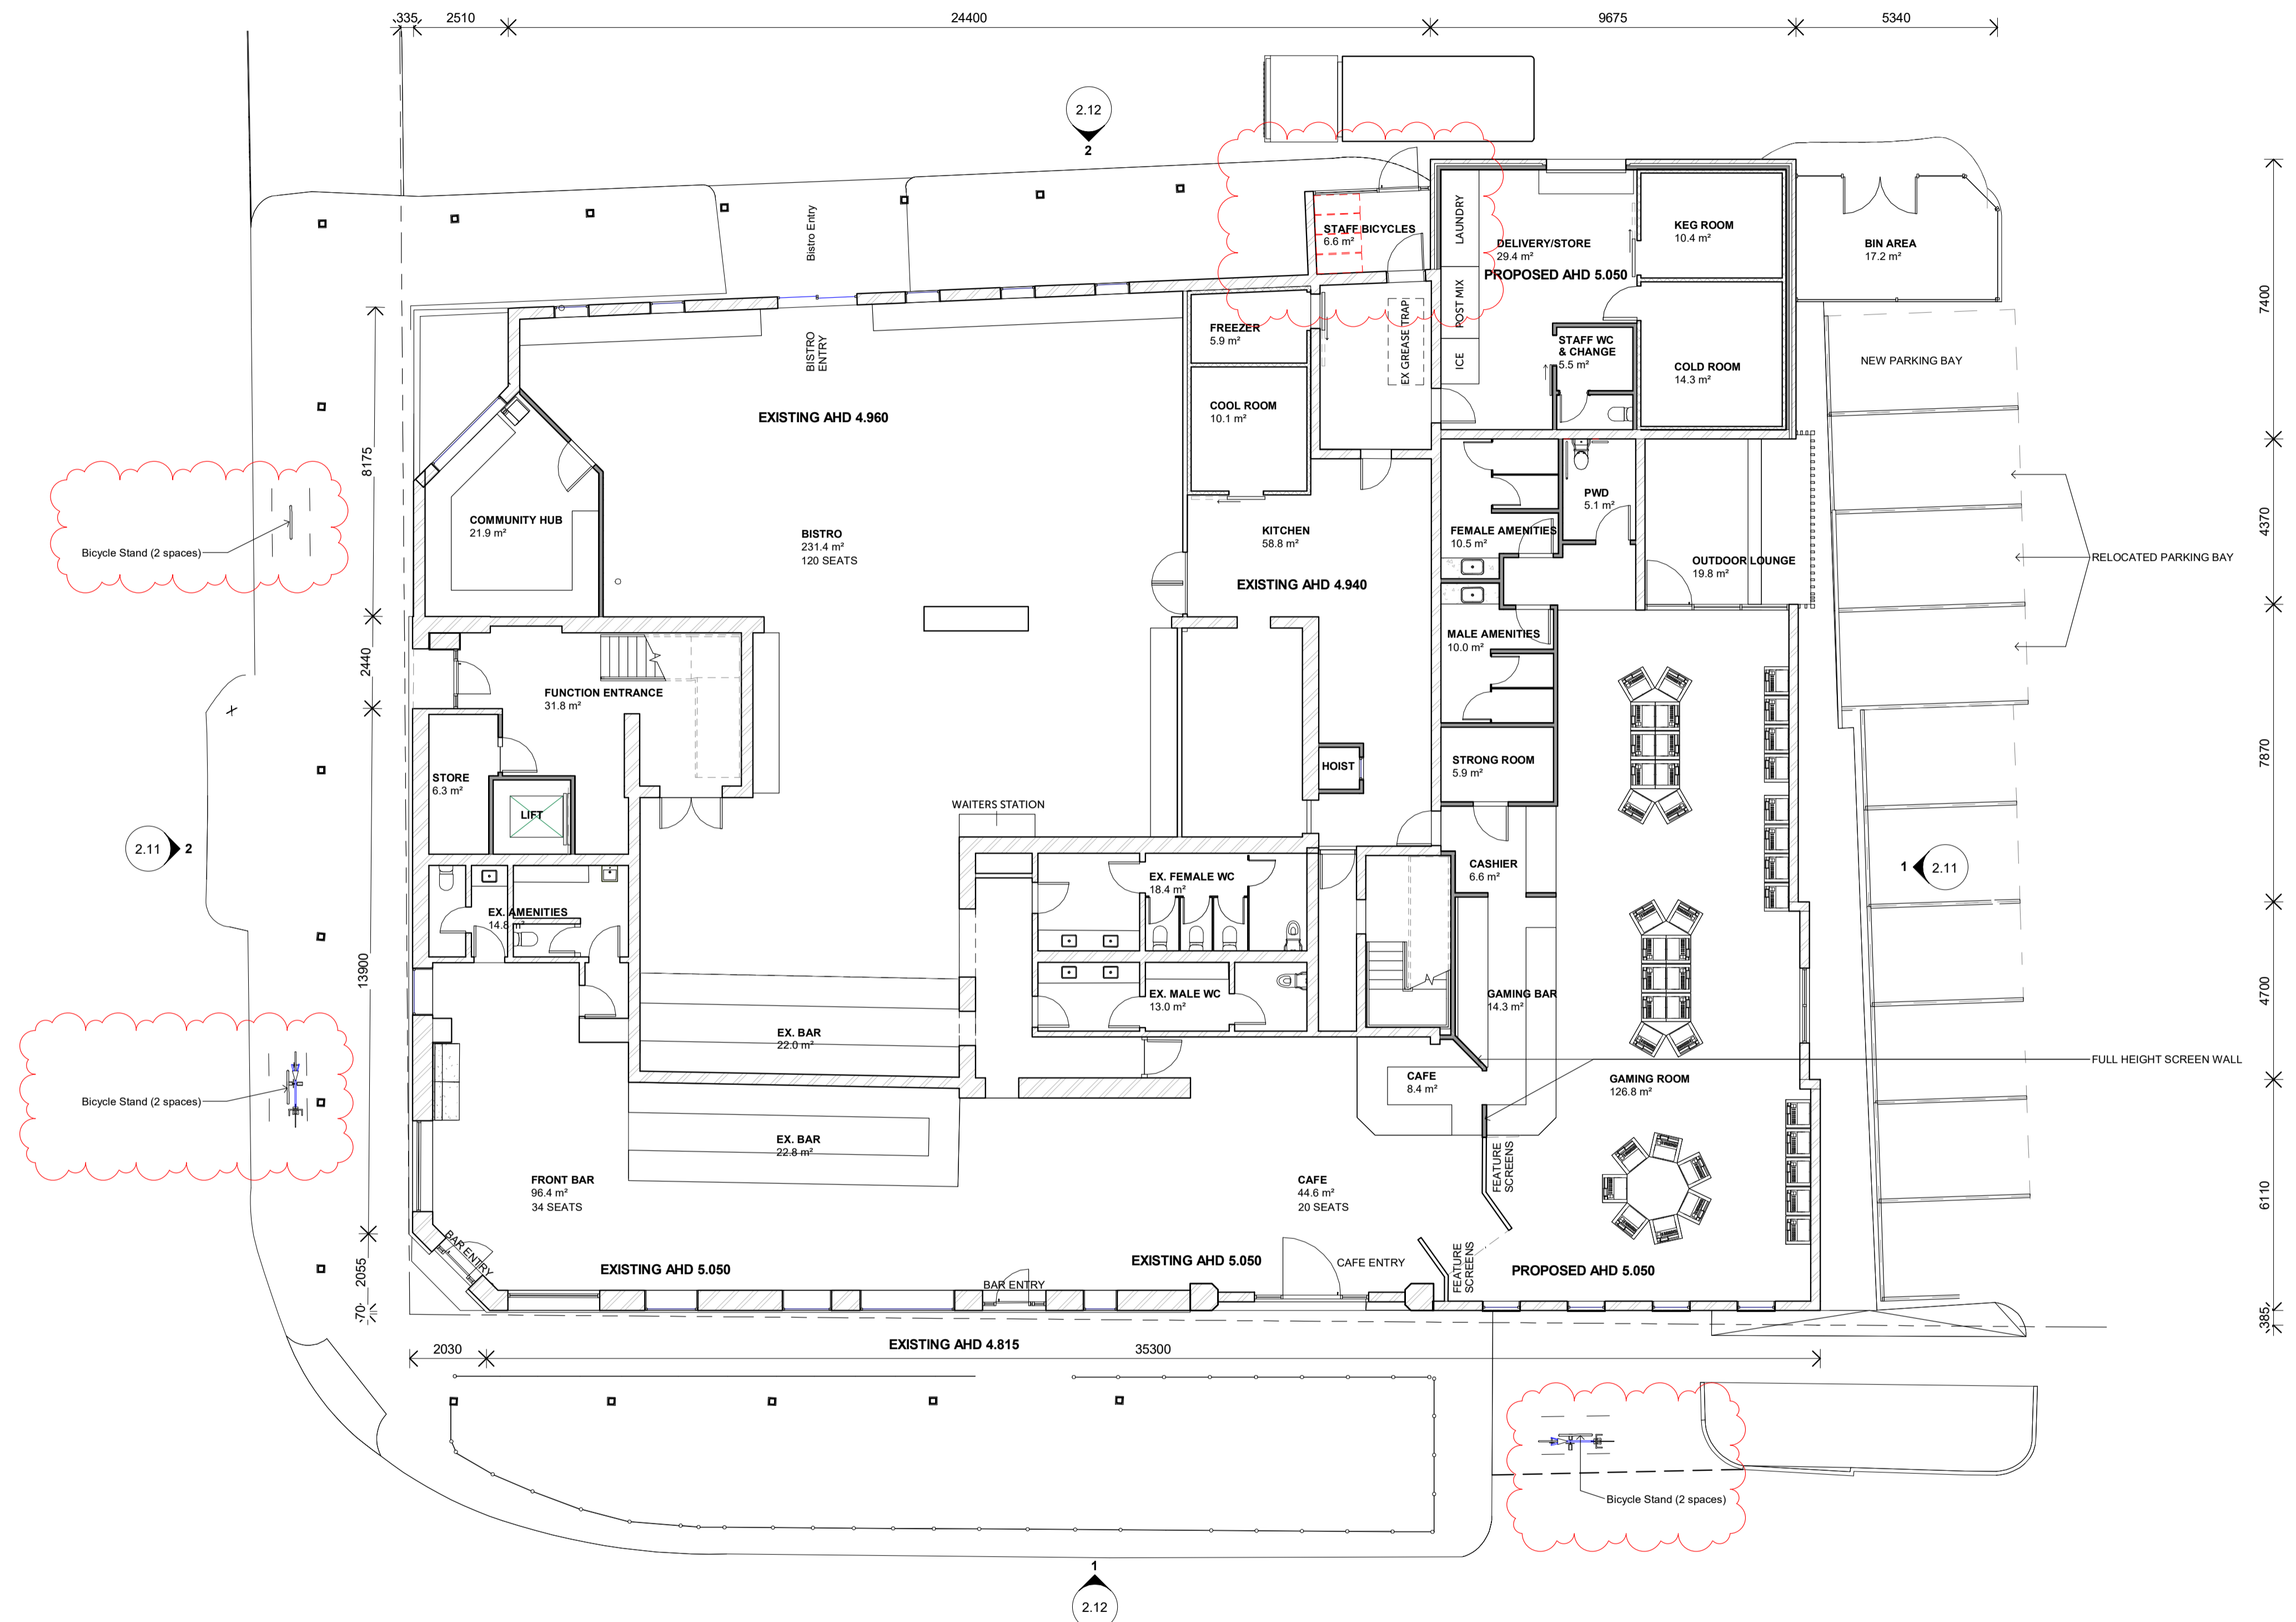 335
2510
24400
9675
5340
2.12
2
Bistro Entry
STAFF BICYCLES
6.6 m²
LAUNDRY
DELIVERY/STORE
29.4 m²
PROPOSED AHD 5.050
KEG ROOM
10.4 m²
BIN AREA
17.2 m²
7400
FREEZER
5.9 m²
BISTRO
ENTRY
EX GREASE TRAP
POST MIX
ICE
STAFF WC
& CHANGE
5.5 m²
COLD ROOM
14.3 m²
NEW PARKING BAY
COOL ROOM
10.1 m²
EXISTING AHD 4.960
8175
COMMUNITY HUB
21.9 m²
BISTRO
231.4 m²
120 SEATS
KITCHEN
58.8 m²
EXISTING AHD 4.940
FEMALE AMENITIES
10.5 m²
PWD
5.1 m²
OUTDOOR LOUNGE
19.8 m²
4370
Bicycle Stand (2 spaces)
RELOCATED PARKING BAY
2440
FUNCTION ENTRANCE
31.8 m²
MALE AMENITIES
10.0 m²
STORE
6.3 m²
LIFT
HOIST
STRONG ROOM
5.9 m²
7870
WAITERS STATION
2.11
2
CASHIER
6.6 m²
1
2.11
EX. FEMALE WC
18.4 m²
EX. AMENITIES
14.8 m²
13900
EX. MALE WC
13.0 m²
GAMING BAR
14.3 m²
4700
EX. BAR
22.0 m²
FULL HEIGHT SCREEN WALL
CAFE
8.4 m²
GAMING ROOM
126.8 m²
Bicycle Stand (2 spaces)
EX. BAR
22.8 m²
FRONT BAR
96.4 m²
34 SEATS
CAFE
44.6 m²
20 SEATS
FEATURE
SCREENS
6110
BAR ENTRY
2055
EXISTING AHD 5.050
EXISTING AHD 5.050
CAFE ENTRY
FEATURE
SCREENS
PROPOSED AHD 5.050
BAR ENTRY
70
385
EXISTING AHD 4.815
2030
35300
Bicycle Stand (2 spaces)
1
2.12